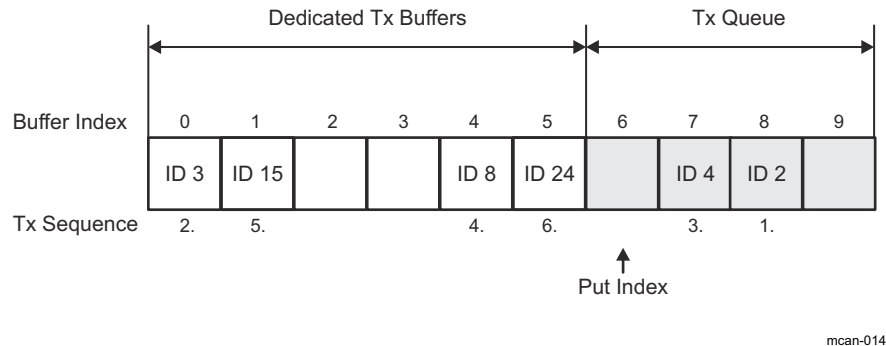 Dedicated Tx Buffers Tx Queue
Buffer Index 0 1 2 3 4 5 6 7 8 9
ID 3 ID 15 ID 8 ID 24 ID 4 ID 2
Tx Sequence 2. 5. 4. 6. 3. 1.
Put Index
mcan-014